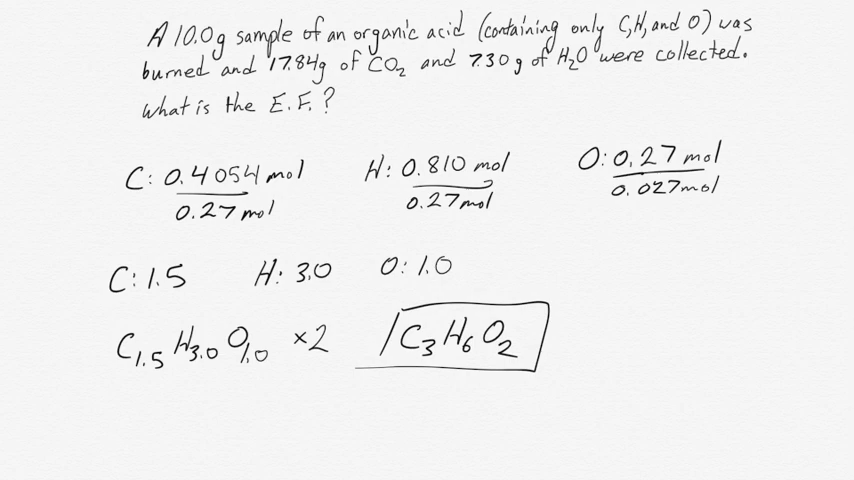 A 10.0g sample of an organic acid (containing only C,H, and O) was
burned and 17.84g of CO₂ and 7.30 g of H₂O were collected.
What is the E.F.?
C: 0.4054 mol H: 0.810 mol O: 0.27 mol
0.27 mol 0.27 mol 0.027 mol
C: 1.5 H: 3.0 O: 1.0
C₁.₅ H₃.₀ O₁.₀ ×2 C₃H₆O₂